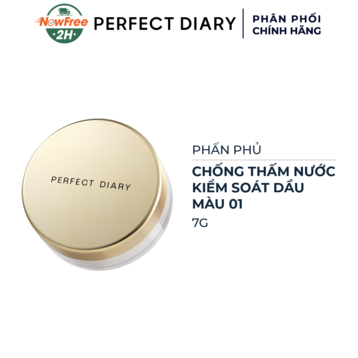 NowFree
2H
PERFECT DIARY
PHÂN PHỐI
CHÍNH HÃNG
PERFECT DIARY
PHẤN PHỦ
CHỐNG THẤM NƯỚC
KIỂM SOÁT DẦU
MÀU 01
7G